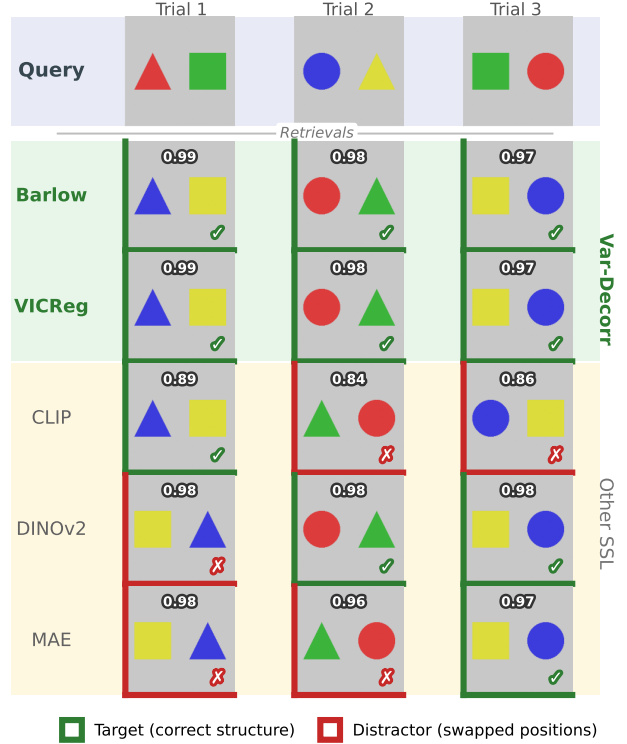 Trial 1 Trial 2 Trial 3
Query
Retrievals
Barlow 0.99 ✓ 0.98 ✓ 0.97 ✓
VICReg 0.99 ✓ 0.98 ✓ 0.97 ✓
Var-Decorr
CLIP 0.89 ✓ 0.84 ✗ 0.86 ✗
DINOv2 0.98 ✗ 0.98 ✓ 0.98 ✓
MAE 0.98 ✗ 0.96 ✗ 0.97 ✓
Other SSL
Target (correct structure) Distractor (swapped positions)